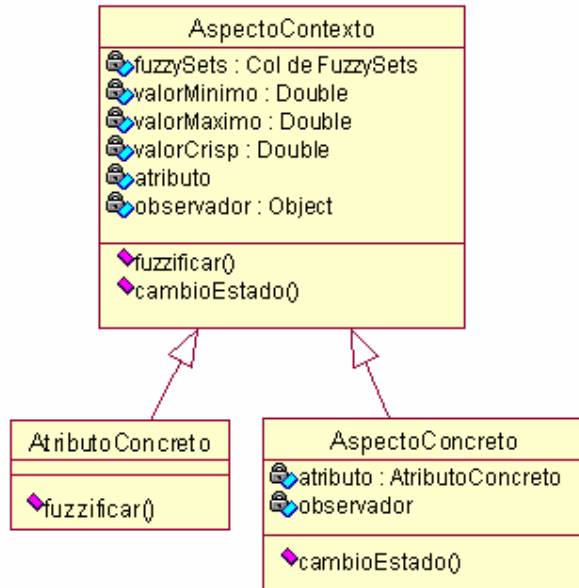 AspectoContexto
fuzzySets : Col de FuzzySets
valorMinimo : Double
valorMaximo : Double
valorCrisp : Double
atributo
observador : Object
fuzzificar()
cambioEstado()
AtributoConcreto
fuzzificar()
AspectoConcreto
atributo : AtributoConcreto
observador
cambioEstado()